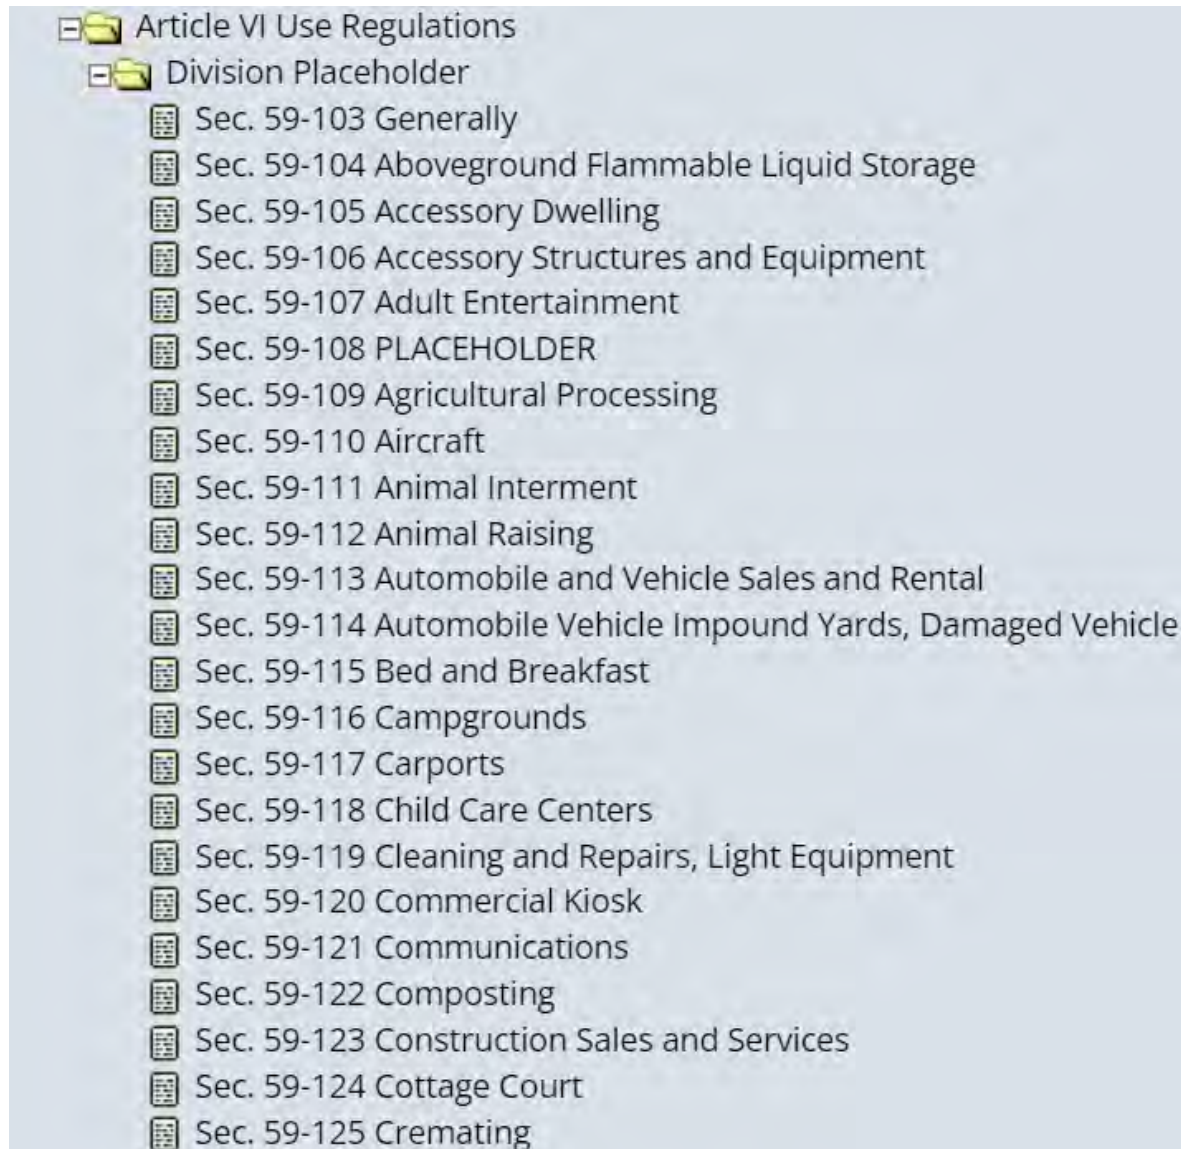 Article VI Use Regulations
Division Placeholder
Sec. 59-103 Generally
Sec. 59-104 Aboveground Flammable Liquid Storage
Sec. 59-105 Accessory Dwelling
Sec. 59-106 Accessory Structures and Equipment
Sec. 59-107 Adult Entertainment
Sec. 59-108 PLACEHOLDER
Sec. 59-109 Agricultural Processing
Sec. 59-110 Aircraft
Sec. 59-111 Animal Interment
Sec. 59-112 Animal Raising
Sec. 59-113 Automobile and Vehicle Sales and Rental
Sec. 59-114 Automobile Vehicle Impound Yards, Damaged Vehicle
Sec. 59-115 Bed and Breakfast
Sec. 59-116 Campgrounds
Sec. 59-117 Carports
Sec. 59-118 Child Care Centers
Sec. 59-119 Cleaning and Repairs, Light Equipment
Sec. 59-120 Commercial Kiosk
Sec. 59-121 Communications
Sec. 59-122 Composting
Sec. 59-123 Construction Sales and Services
Sec. 59-124 Cottage Court
Sec. 59-125 Cremating